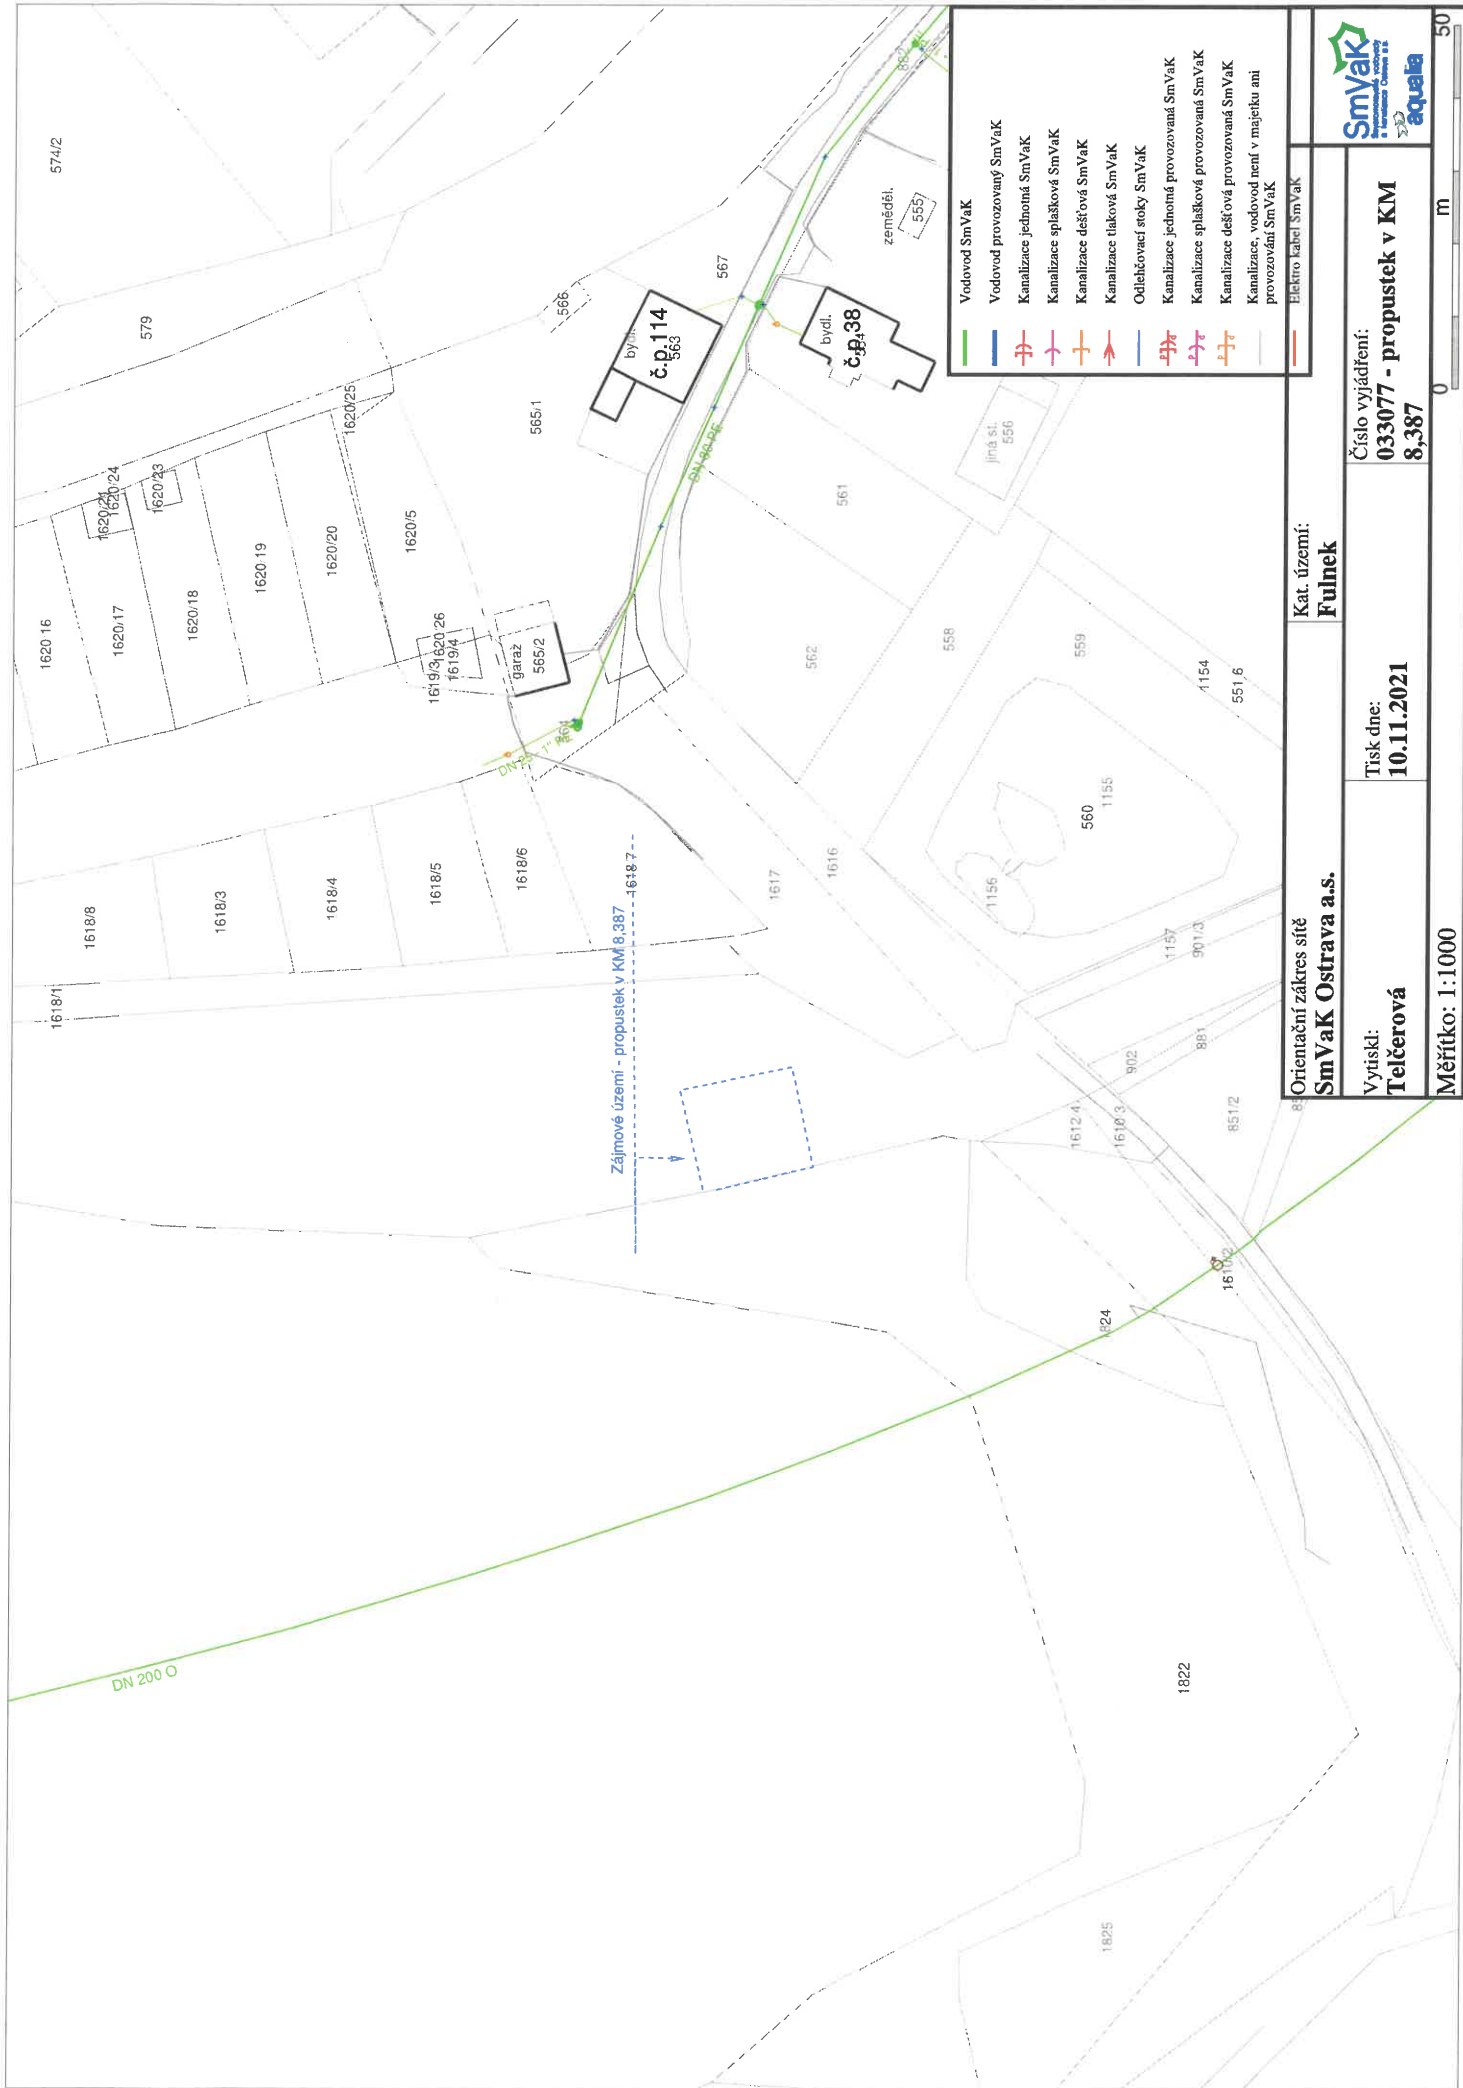 574/2
579
1620 16
1620/17
1620/18
1620 19
1620/20
1620/5
1620/24
1620/23
1620/25
1620 26
1619/3
1619/4
garáž
565/2
565/1
566
567
č.p.114
563
bydl.
č.p.38
zeměděl.
555
jiná st.
556
561
562
558
559
1154
551 6
560
1155
1156
1157
901/3
1616
1617
1618/8
1618/3
1618/4
1618/5
1618/6
1618 7
1618/1
DN 80 PE
Zájmové území - propustek v KM 8,387
902
881
1612 4
1610 3
851/2
1610/2
1824
1822
1825
DN 200 O
Vodovod SmVaK
Vodovod provozovaný SmVaK
Kanalizace jednotná SmVaK
Kanalizace splašková SmVaK
Kanalizace dešťová SmVaK
Kanalizace tlaková SmVaK
Odlehčovací stoky SmVaK
Kanalizace jednotná provozovaná SmVaK
Kanalizace splašková provozovaná SmVaK
Kanalizace dešťová provozovaná SmVaK
Kanalizace, vodovod není v majetku ani
provozování SmVaK
Elektro kabel SmVaK
Orientační zákres sítě
SmVaK Ostrava a.s.
Kat. území:
Fulnek
SmVaK
aqualia
Vytiskl:
Telčerová
Tisk dne:
10.11.2021
Číslo vyjádření:
033077 - propustek v KM
8,387
Měřítko: 1:1000
0
m
50